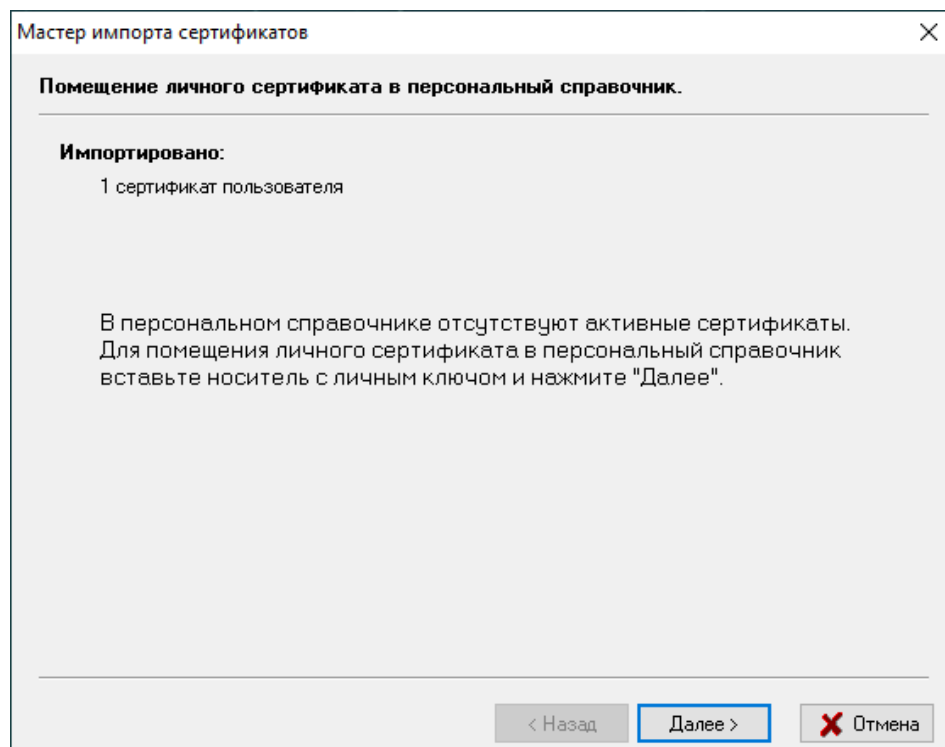 Мастер импорта сертификатов
Помещение личного сертификата в персональный справочник.
Импортировано:
1 сертификат пользователя
В персональном справочнике отсутствуют активные сертификаты.
Для помещения личного сертификата в персональный справочник
вставьте носитель с личным ключом и нажмите "Далее".
< Назад
Далее >
Отмена